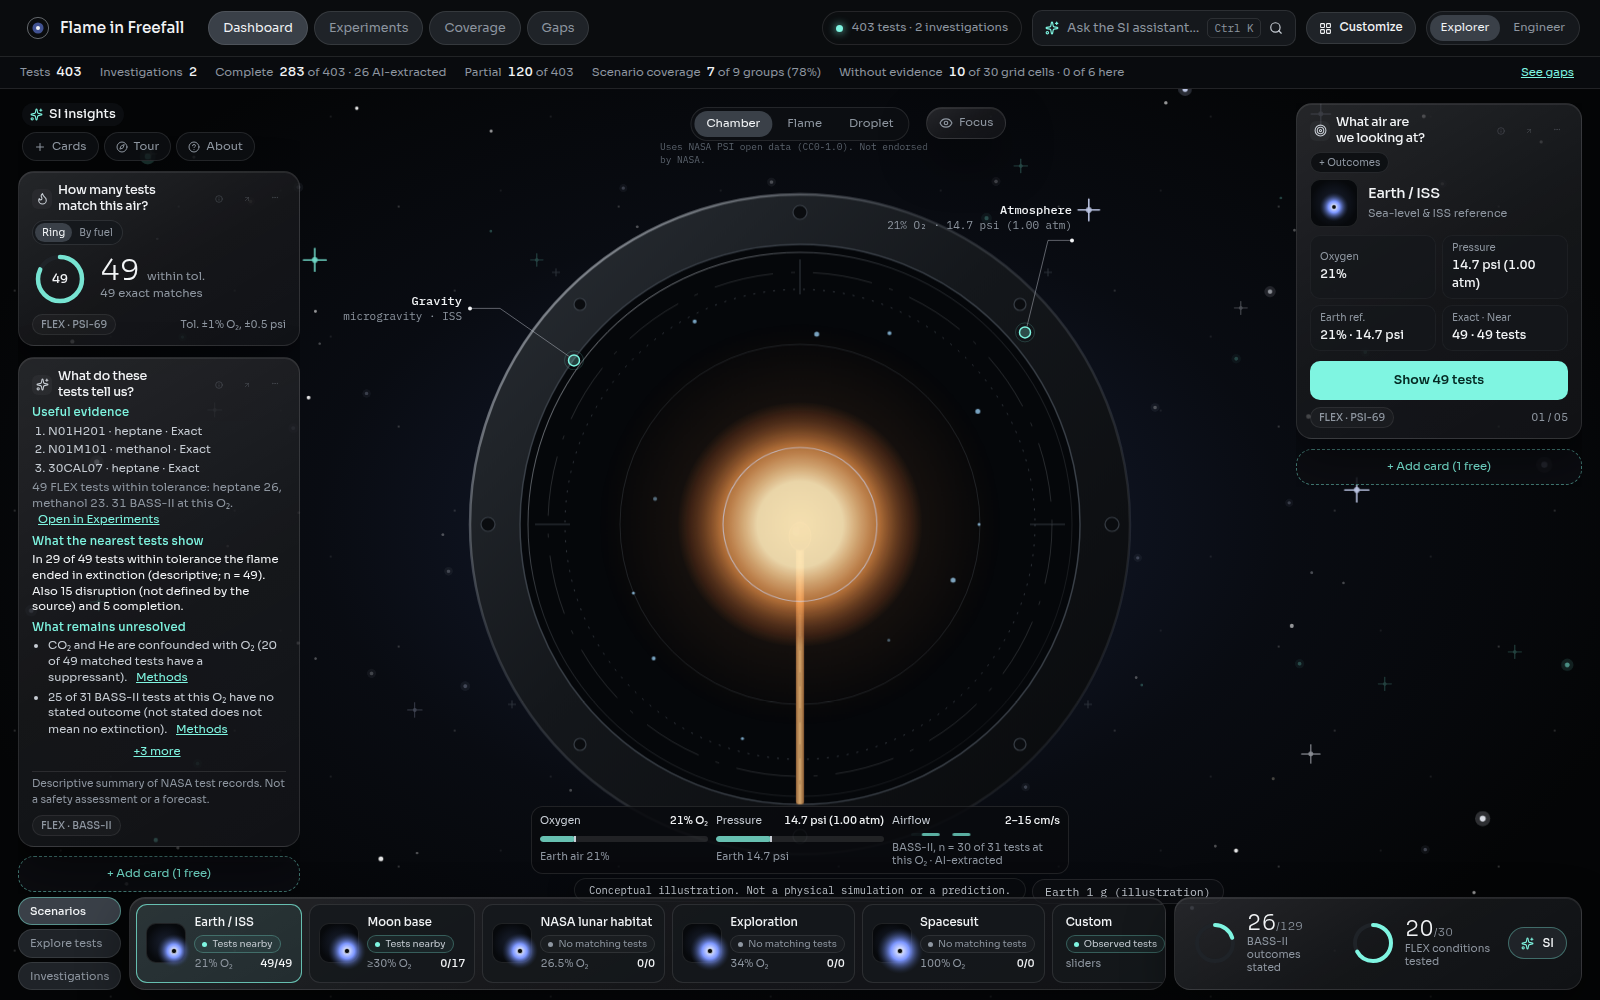 Flame in Freefall
Dashboard
Experiments
Coverage
Gaps
403 tests · 2 investigations
Ask the SI assistant...
Ctrl K
Customize
Explorer
Engineer
Tests 403
Investigations 2
Complete 283 of 403 · 26 AI-extracted
Partial 120 of 403
Scenario coverage 7 of 9 groups (78%)
Without evidence 10 of 30 grid cells · 0 of 6 here
See gaps
SI insights
Cards
Tour
About
How many tests
match this air?
Ring
By fuel
49
49 within tol.
49 exact matches
FLEX · PSI-69
Tol. ±1% O₂, ±0.5 psi
What do these
tests tell us?
Useful evidence
1. N01H201 · heptane · Exact
2. N01M101 · methanol · Exact
3. 30CAL07 · heptane · Exact
49 FLEX tests within tolerance: heptane 26,
methanol 23. 31 BASS-II at this O₂.
Open in Experiments
What the nearest tests show
In 29 of 49 tests within tolerance the flame
ended in extinction (descriptive; n = 49).
Also 15 disruption (not defined by the
source) and 5 completion.
What remains unresolved
• CO₂ and He are confounded with O₂ (20
of 49 matched tests have a
suppressant). Methods
• 25 of 31 BASS-II tests at this O₂ have no
stated outcome (not stated does not
mean no extinction). Methods
+3 more
Descriptive summary of NASA test records. Not
a safety assessment or a forecast.
FLEX · BASS-II
+ Add card (1 free)
Chamber
Flame
Droplet
Focus
Uses NASA PSI open data (CC0-1.0). Not endorsed
by NASA.
Atmosphere
21% O₂ · 14.7 psi (1.00 atm)
Gravity
microgravity · ISS
Oxygen 21% O₂
Earth air 21%
Pressure 14.7 psi (1.00 atm)
Earth 14.7 psi
Airflow 2–15 cm/s
BASS-II, n = 30 of 31 tests at
this O₂ · AI-extracted
Conceptual illustration. Not a physical simulation or a prediction.
Earth 1 g (illustration)
What air are
we looking at?
+ Outcomes
Earth / ISS
Sea-level & ISS reference
Oxygen
21%
Pressure
14.7 psi (1.00
atm)
Earth ref.
21% · 14.7 psi
Exact · Near
49 · 49 tests
Show 49 tests
FLEX · PSI-69
01 / 05
+ Add card (1 free)
Scenarios
Explore tests
Investigations
Earth / ISS
Tests nearby
21% O₂ 49/49
Moon base
Tests nearby
≥30% O₂ 0/17
NASA lunar habitat
No matching tests
26.5% O₂ 0/0
Exploration
No matching tests
34% O₂ 0/0
Spacesuit
No matching tests
100% O₂ 0/0
Custom
Observed tests
sliders
26/129
BASS-II
outcomes
stated
20/30
FLEX conditions
tested
SI